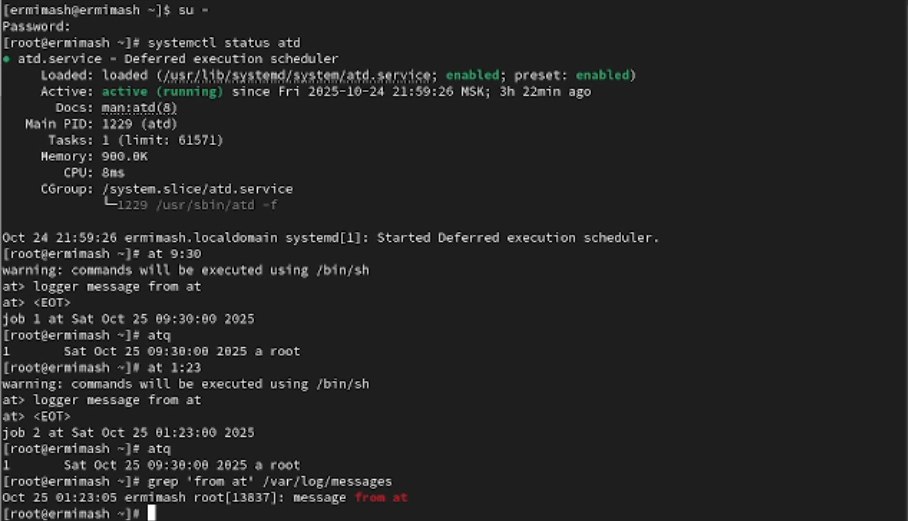 [ermimash@ermimash ~]$ su -
Password:
[root@ermimash ~]# systemctl status atd
● atd.service - Deferred execution scheduler
     Loaded: loaded (/usr/lib/systemd/system/atd.service; enabled; preset: enabled)
     Active: active (running) since Fri 2025-10-24 21:59:26 MSK; 3h 22min ago
       Docs: man:atd(8)
   Main PID: 1229 (atd)
      Tasks: 1 (limit: 61571)
     Memory: 900.0K
        CPU: 8ms
     CGroup: /system.slice/atd.service
             └─1229 /usr/sbin/atd -f
Oct 24 21:59:26 ermimash.localdomain systemd[1]: Started Deferred execution scheduler.
[root@ermimash ~]# at 9:30
warning: commands will be executed using /bin/sh
at> logger message from at
at> <EOT>
job 1 at Sat Oct 25 09:30:00 2025
[root@ermimash ~]# atq
1       Sat Oct 25 09:30:00 2025 a root
[root@ermimash ~]# at 1:23
warning: commands will be executed using /bin/sh
at> logger message from at
at> <EOT>
job 2 at Sat Oct 25 01:23:00 2025
[root@ermimash ~]# atq
1       Sat Oct 25 09:30:00 2025 a root
[root@ermimash ~]# grep 'from at' /var/log/messages
Oct 25 01:23:05 ermimash root[13837]: message from at
[root@ermimash ~]#